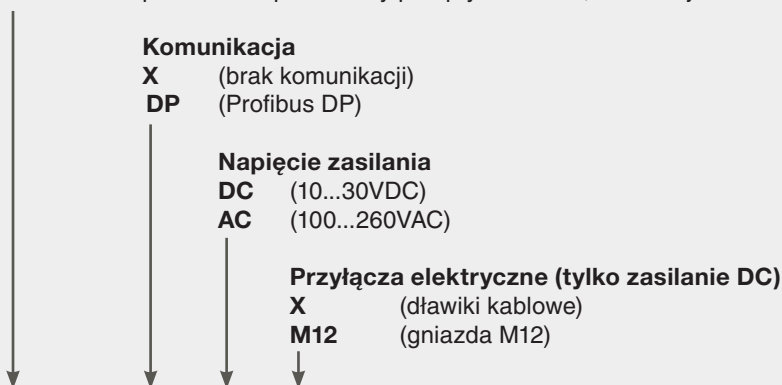 Komunikacja
X (brak komunikacji)
DP (Profibus DP)
Napięcie zasilania
DC (10...30VDC)
AC (100...260VAC)
Przyłącza elektryczne (tylko zasilanie DC)
X (dławiki kablowe)
M12 (gniazda M12)